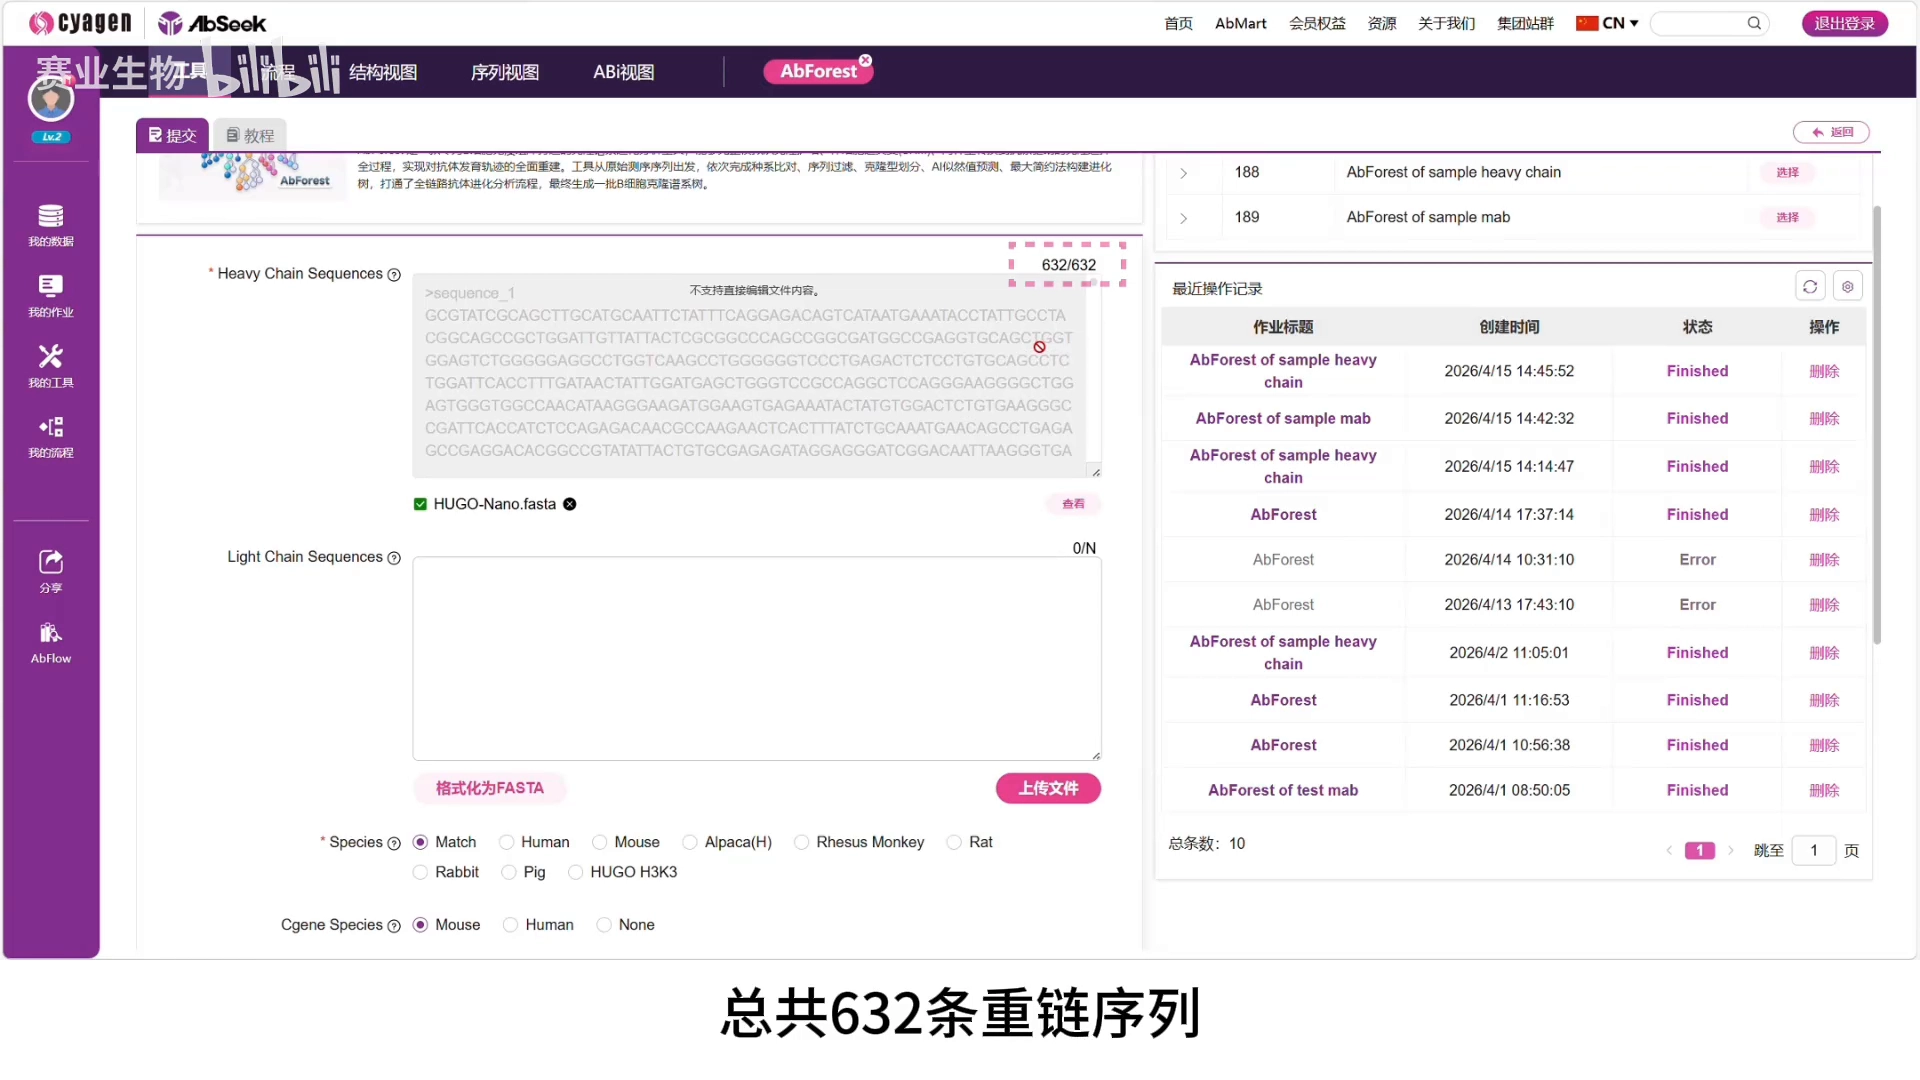 cyagen
AbSeek
首页
AbMart
会员权益
资源
关于我们
集团站群
CN
退出登录
赛业生物 bilibili
工具
流程
结构视图
序列视图
ABi视图
AbForest
Lv.2
我的数据
我的作业
我的工具
我的流程
分享
AbFlow
提交
教程
返回
AbForest
全过程，实现对抗体发育轨迹的全面重建。工具从原始测序序列出发，依次完成种系比对、序列过滤、克隆型划分、AI似然值预测、最大简约法构建进化
树，打通了全链路抗体进化分析流程，最终生成一批B细胞克隆谱系树。
* Heavy Chain Sequences
632/632
>sequence_1
不支持直接编辑文件内容。
GCGTATCGCAGCTTGCATGCAATTCTATTTCAGGAGACAGTCATAATGAAATACCTATTGCCTA
CGGCAGCCGCTGGATTGTTATTACTCGCGGCCCAGCCGGCGATGGCCGAGGTGCAGCTGGT
GGAGTCTGGGGGAGGCCTGGTCAAGCCTGGGGGGTCCCTGAGACTCTCCTGTGCAGCCTC
TGGATTCACCTTTGATAACTATTGGATGAGCTGGGTCCGCCAGGCTCCAGGGAAGGGGCTGG
AGTGGGTGGCCAACATAAGGGAAGATGGAAGTGAGAAATACTATGTGGACTCTGTGAAGGGC
CGATTCACCATCTCCAGAGACAACGCCAAGAACTCACTTTATCTGCAAATGAACAGCCTGAGA
GCCGAGGACACGGCCGTATATTACTGTGCGAGAGATAGGAGGGATCGGACAATTAAGGGTGA
HUGO-Nano.fasta
查看
Light Chain Sequences
0/N
格式化为FASTA
上传文件
* Species
Match
Human
Mouse
Alpaca(H)
Rhesus Monkey
Rat
Rabbit
Pig
HUGO H3K3
Cgene Species
Mouse
Human
None
188
AbForest of sample heavy chain
选择
189
AbForest of sample mab
选择
最近操作记录
作业标题 创建时间 状态 操作
AbForest of sample heavy
chain
2026/4/15 14:45:52 Finished 删除
AbForest of sample mab 2026/4/15 14:42:32 Finished 删除
AbForest of sample heavy
chain
2026/4/15 14:14:47 Finished 删除
AbForest 2026/4/14 17:37:14 Finished 删除
AbForest 2026/4/14 10:31:10 Error 删除
AbForest 2026/4/13 17:43:10 Error 删除
AbForest of sample heavy
chain
2026/4/2 11:05:01 Finished 删除
AbForest 2026/4/1 11:16:53 Finished 删除
AbForest 2026/4/1 10:56:38 Finished 删除
AbForest of test mab 2026/4/1 08:50:05 Finished 删除
总条数：10
1
跳至 1 页
总共632条重链序列